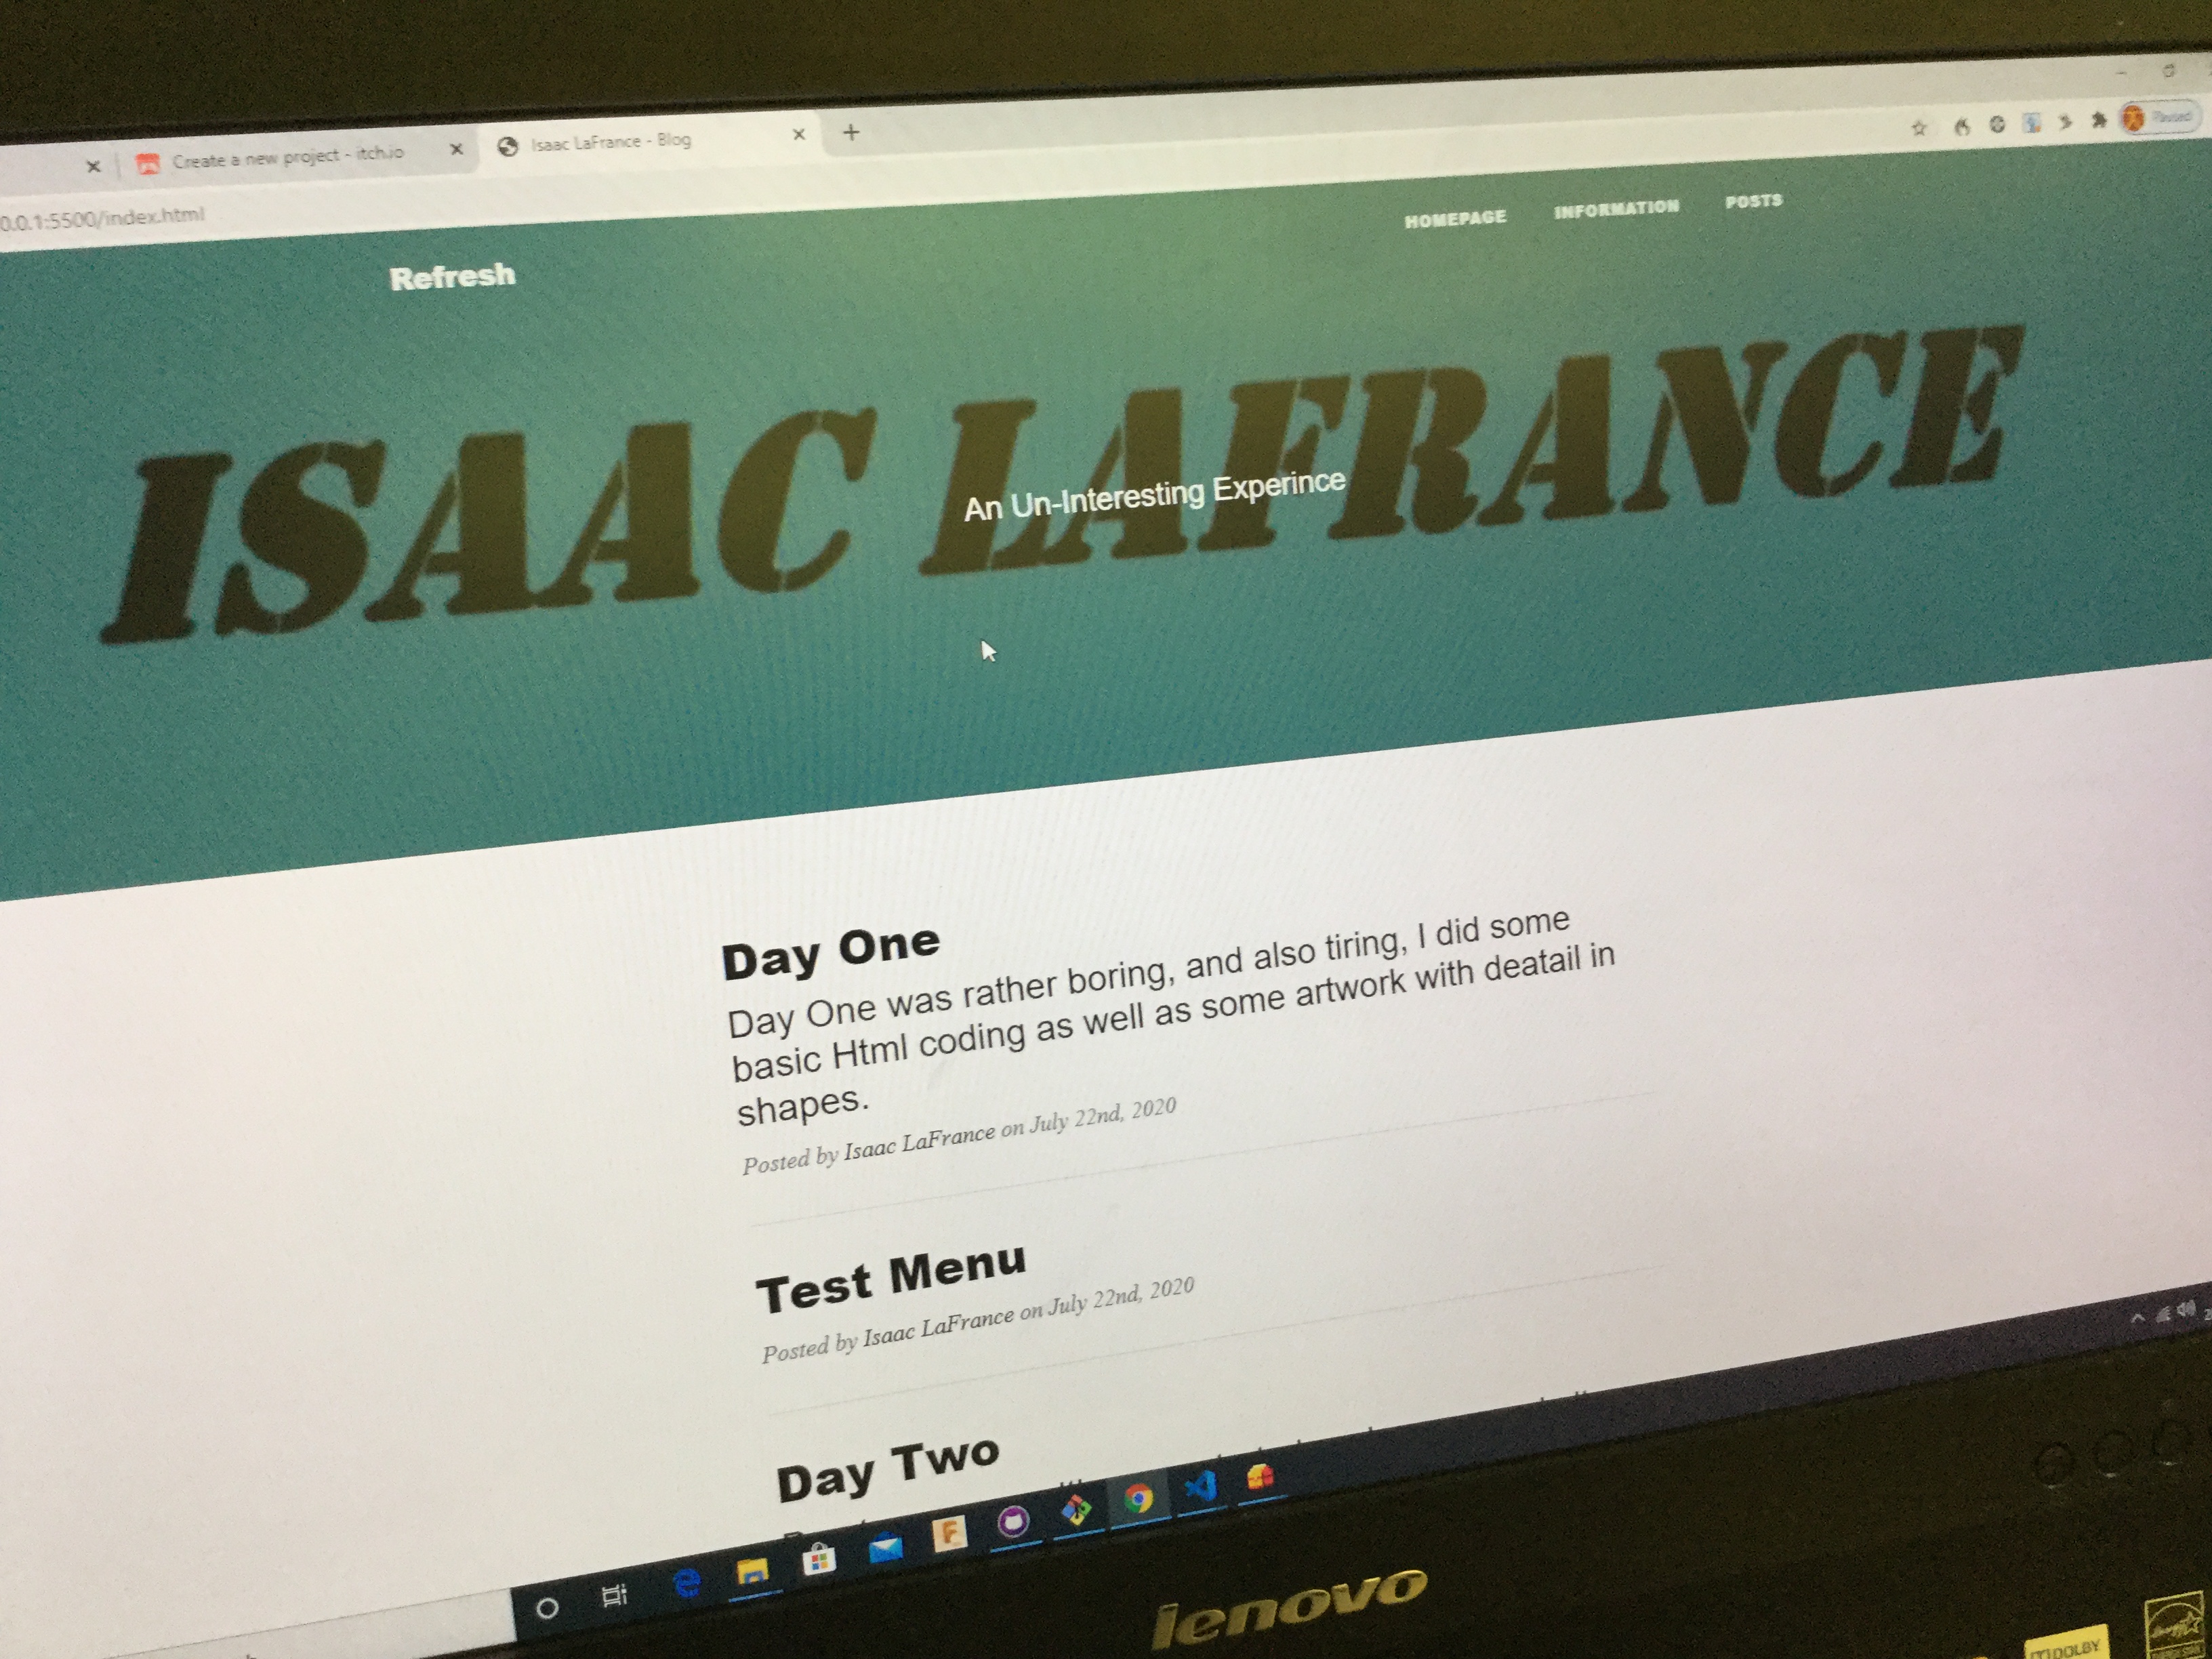 Create a new project - itch.io
Isaac LaFrance - Blog
0.0.1:5500/index.html
Paused
Refresh
HOMEPAGE
INFORMATION
POSTS
ISAAC LAFRANCE
An Un-Interesting Experince
Day One
Day One was rather boring, and also tiring, I did some
basic Html coding as well as some artwork with deatail in
shapes.
Posted by Isaac LaFrance on July 22nd, 2020
Test Menu
Posted by Isaac LaFrance on July 22nd, 2020
Day Two
lenovo
DOLBY